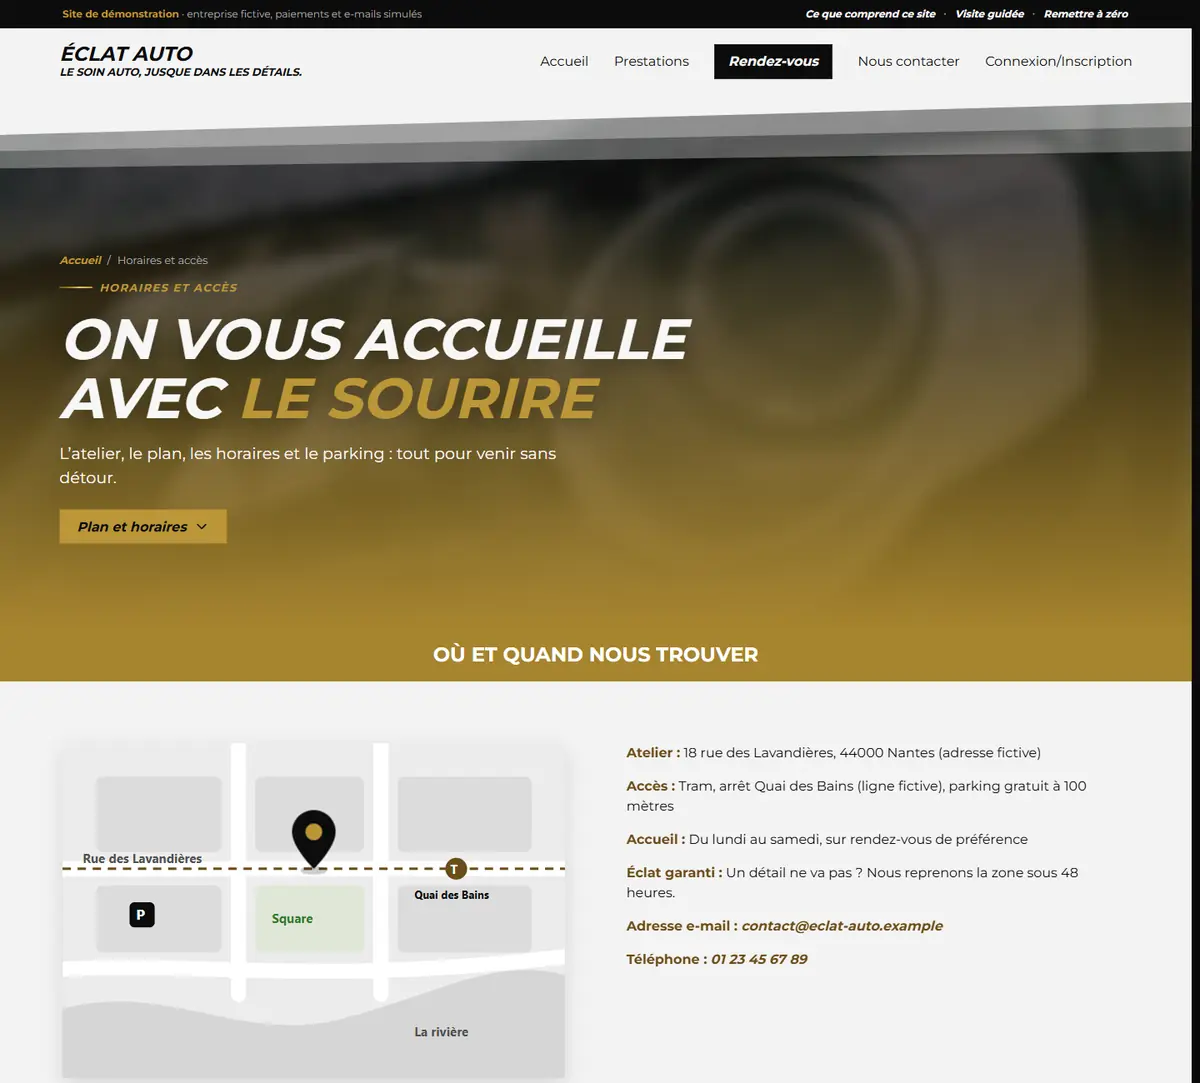 Site de démonstration · entreprise fictive, paiements et e-mails simulés
Ce que comprend ce site · Visite guidée · Remettre à zéro
ÉCLAT AUTO
LE SOIN AUTO, JUSQUE DANS LES DÉTAILS.
Accueil
Prestations
Rendez-vous
Nous contacter
Connexion/Inscription
Accueil / Horaires et accès
HORAIRES ET ACCÈS
ON VOUS ACCUEILLE
AVEC LE SOURIRE
L’atelier, le plan, les horaires et le parking : tout pour venir sans
détour.
Plan et horaires
OÙ ET QUAND NOUS TROUVER
Rue des Lavandières
T
Quai des Bains
P
Square
La rivière
Atelier : 18 rue des Lavandières, 44000 Nantes (adresse fictive)
Accès : Tram, arrêt Quai des Bains (ligne fictive), parking gratuit à 100
mètres
Accueil : Du lundi au samedi, sur rendez-vous de préférence
Éclat garanti : Un détail ne va pas ? Nous reprenons la zone sous 48
heures.
Adresse e-mail : contact@eclat-auto.example
Téléphone : 01 23 45 67 89